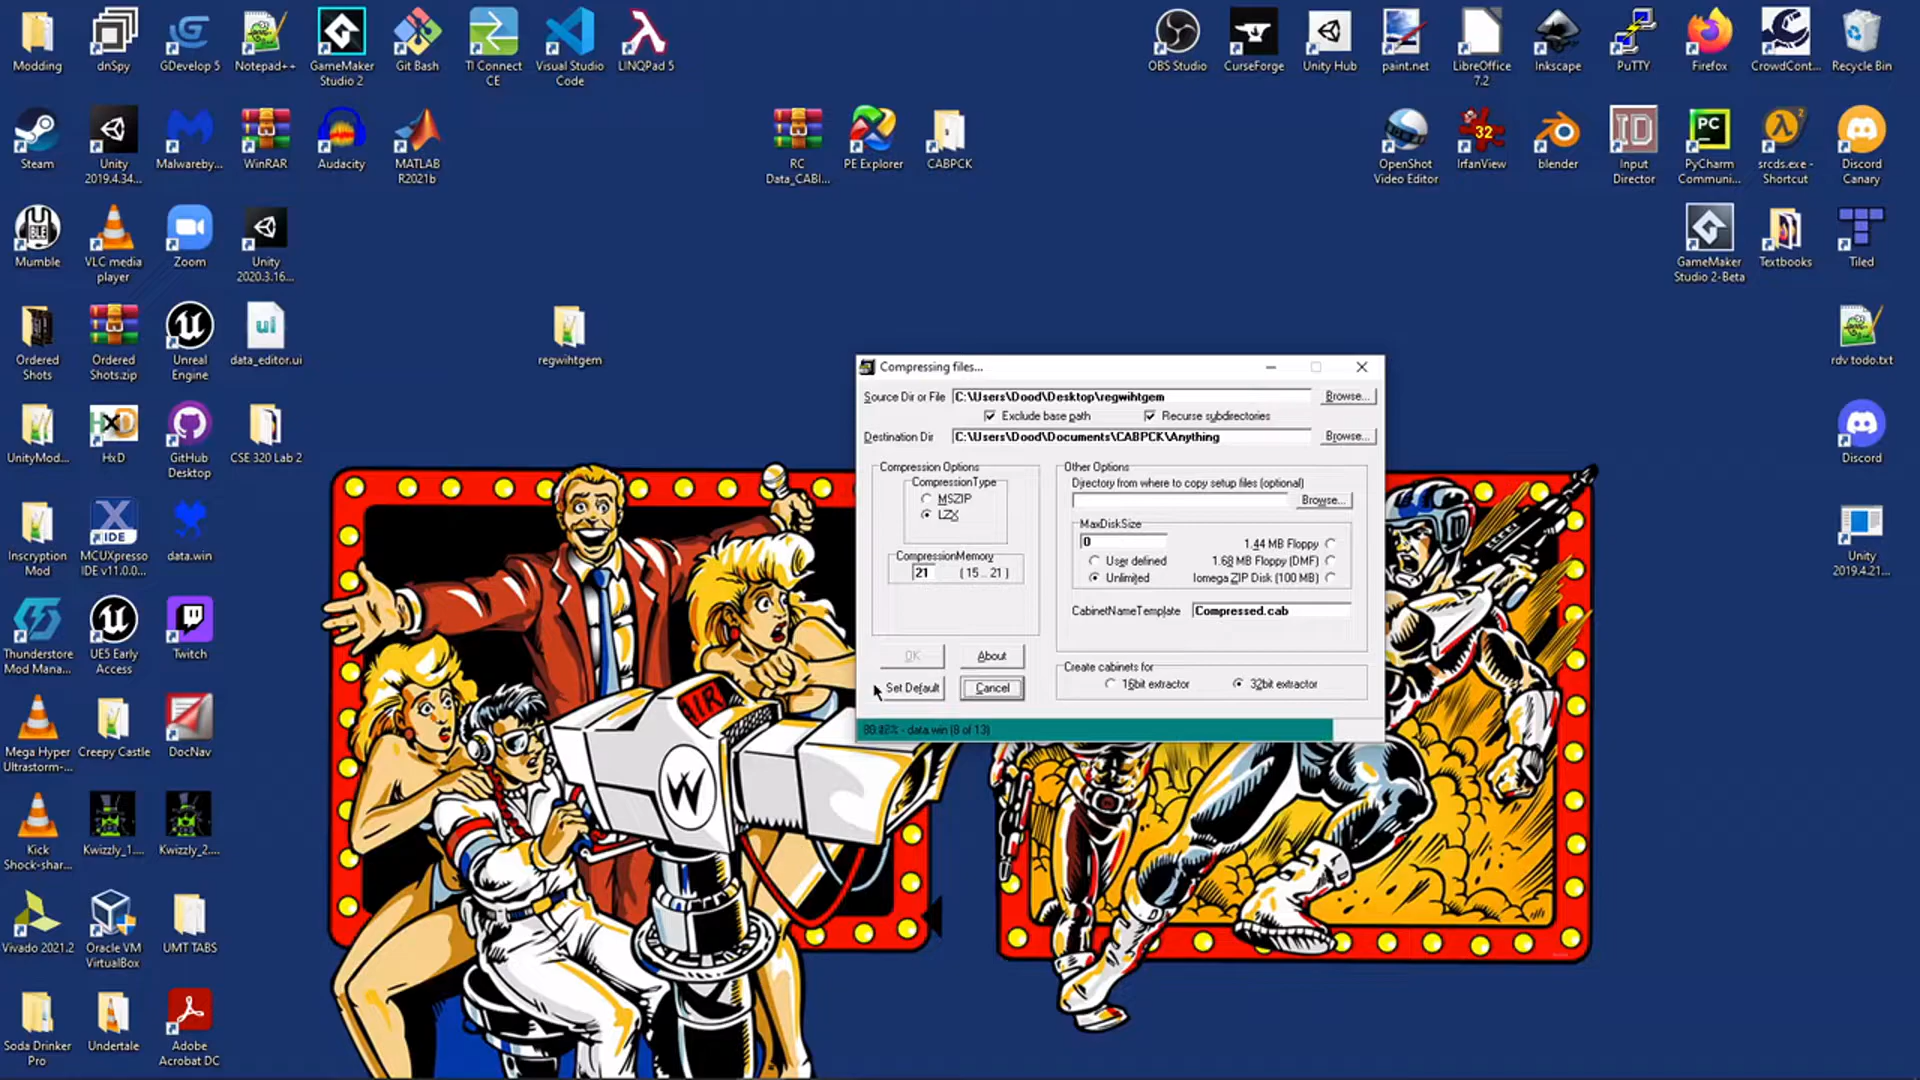 Modding
dnSpy
GDevelop 5
Notepad++
GameMaker
Studio 2
Git Bash
TI Connect
CE
Visual Studio
Code
LINQPad 5
OBS Studio
CurseForge
Unity Hub
paint.net
LibreOffice
7.2
Inkscape
PuTTY
Firefox
CrowdCont...
Recycle Bin
Steam
Unity
2019.4.34....
Malwareby...
WinRAR
Audacity
MATLAB
R2021b
RC
Data_CABI...
PE Explorer
CABPCK
OpenShot
Video Editor
32
IrfanView
blender
ID
Input
Director
PC
PyCharm
Communi...
srcds.exe -
Shortcut
Discord
Canary
BLE
Mumble
VLC media
player
Zoom
Unity
2020.3.16...
GameMaker
Studio 2-Beta
Textbooks
Tiled
Ordered
Shots
Ordered
Shots.zip
Unreal
Engine
ui
data_editor.ui
regwihtgem
rdv todo.txt
UnityMod...
HxD
HxD
GitHub
Desktop
CSE 320 Lab 2
Discord
Inscryption
Mod
IDE
MCUXpresso
IDE v11.0.0...
data.win
Unity
2019.4.21...
Thunderstore
Mod Mana...
UE5 Early
Access
Twitch
Mega Hyper
Ultrastorm-...
Creepy Castle
DocNav
Kick
Shock-shar...
Kwizzly_1....
Kwizzly_2....
Vivado 2021.2
Oracle VM
VirtualBox
UMT TABS
Soda Drinker
Pro
Undertale
Adobe
Acrobat DC
Compressing files...
Source Dir or File C:\Users\Dood\Desktop\regwihtgem Browse...
Exclude base path Recurse subdirectories
Destination Dir C:\Users\Dood\Documents\CABPCK\Anything Browse...
Compression Options
CompressionType
MSZIP
LZX
CompressionMemory
21 ( 15 .. 21 )
Other Options
Directory from where to copy setup files (optional)
Browse...
MaxDiskSize
0
1.44 MB Floppy
User defined 1.68 MB Floppy (DMF)
Unlimited Iomega ZIP Disk (100 MB)
CabinetNameTemplate Compressed.cab
OK About
Set Default Cancel
Create cabinets for
16bit extractor 32bit extractor
- data.win (8 of 13)
AIR
W